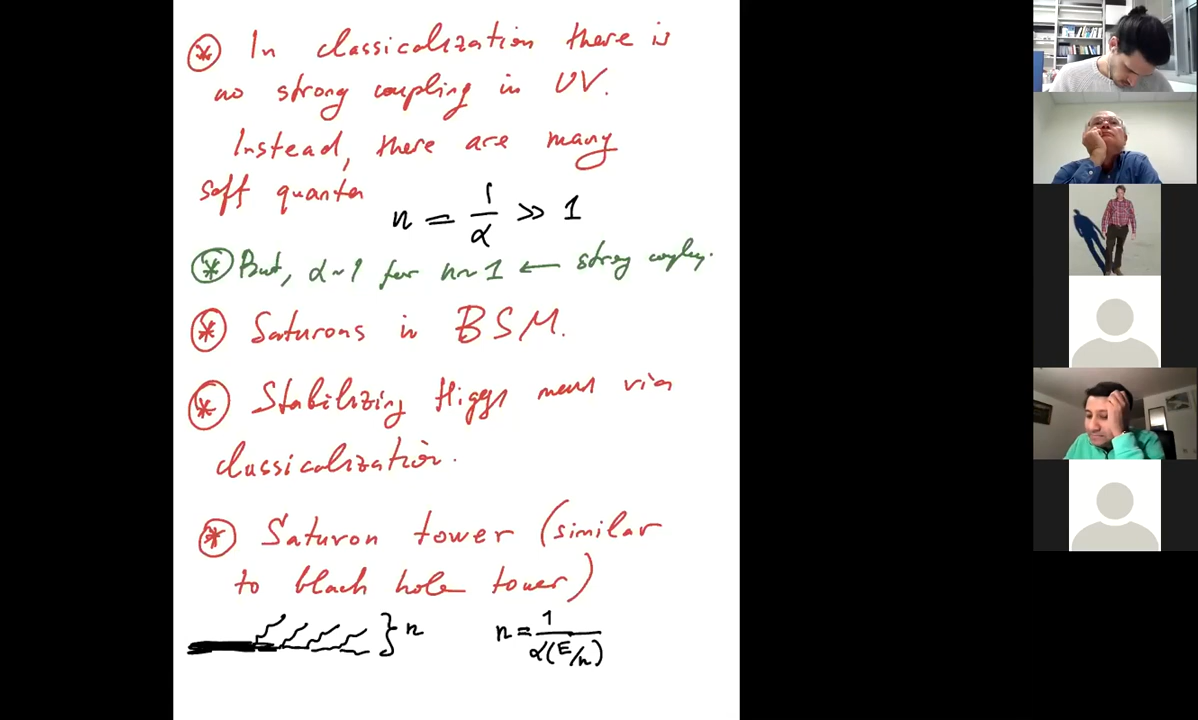 ⊛ In classicalization there is
no strong coupling in UV.
Instead, there are many
soft quanta
n = 1/α >> 1
⊛ But, α~1 for n~1 ← strong coupling.
⊛ Saturons in BSM.
⊛ Stabilizing Higgs mass via
classicalization.
⊛ Saturon tower (similar
to black hole tower)
} n n = 1/α(E/n)